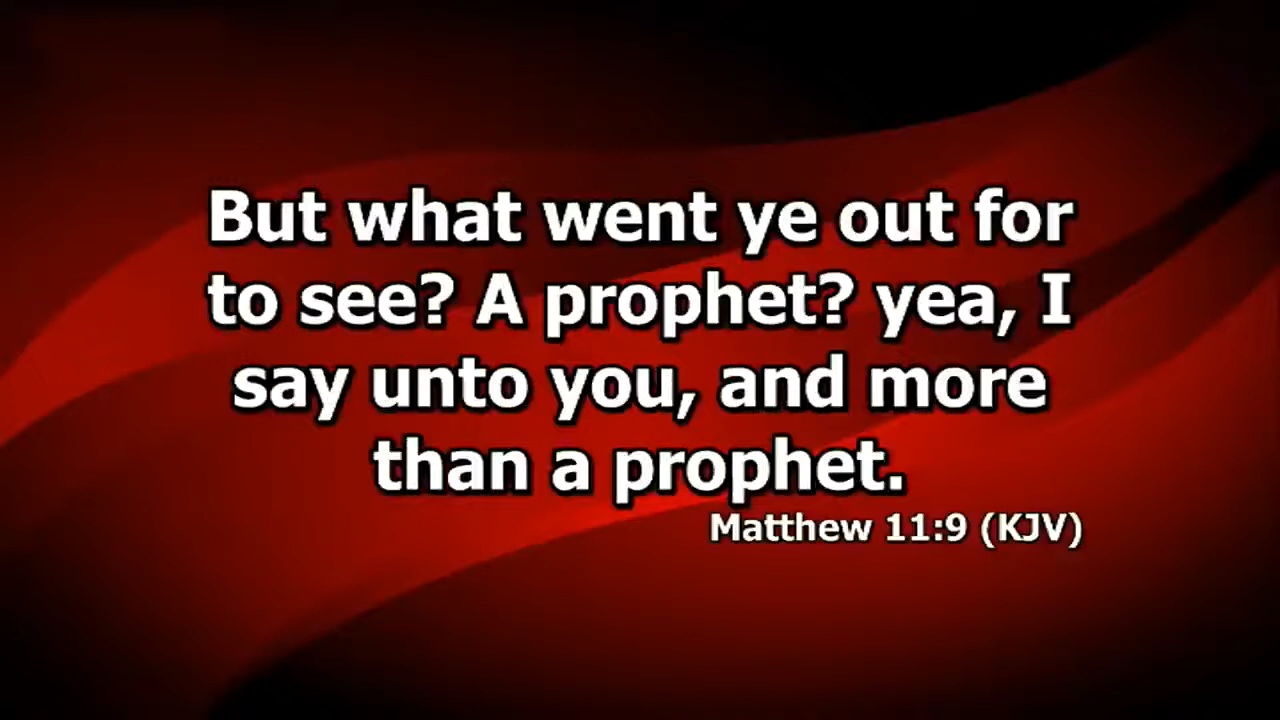 But what went ye out for
to see? A prophet? yea, I
say unto you, and more
than a prophet.
Matthew 11:9 (KJV)